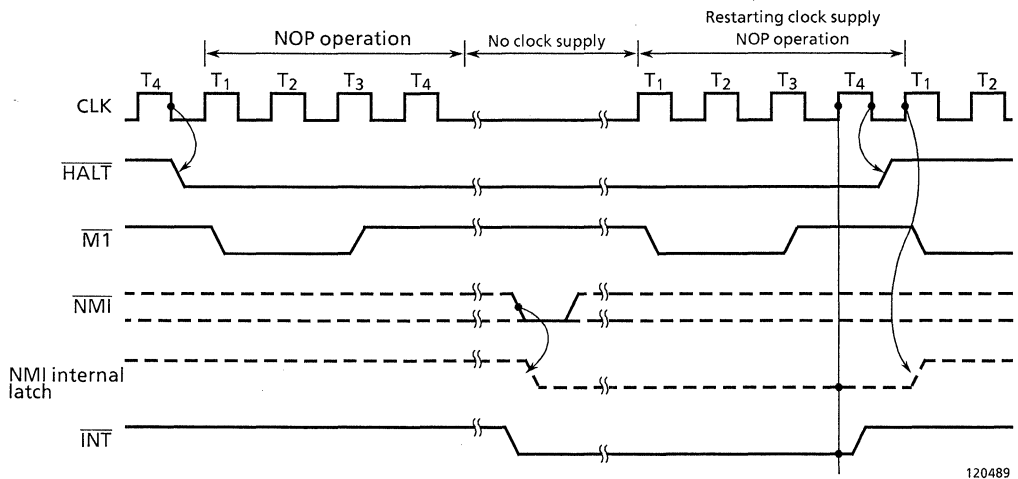 Restarting clock supply
NOP operation No clock supply NOP operation
T4 T1 T2 T3 T4 T1 T2 T3 T4 T1 T2
CLK
HALT
M1
NMI
NMI internal
latch
INT
120489